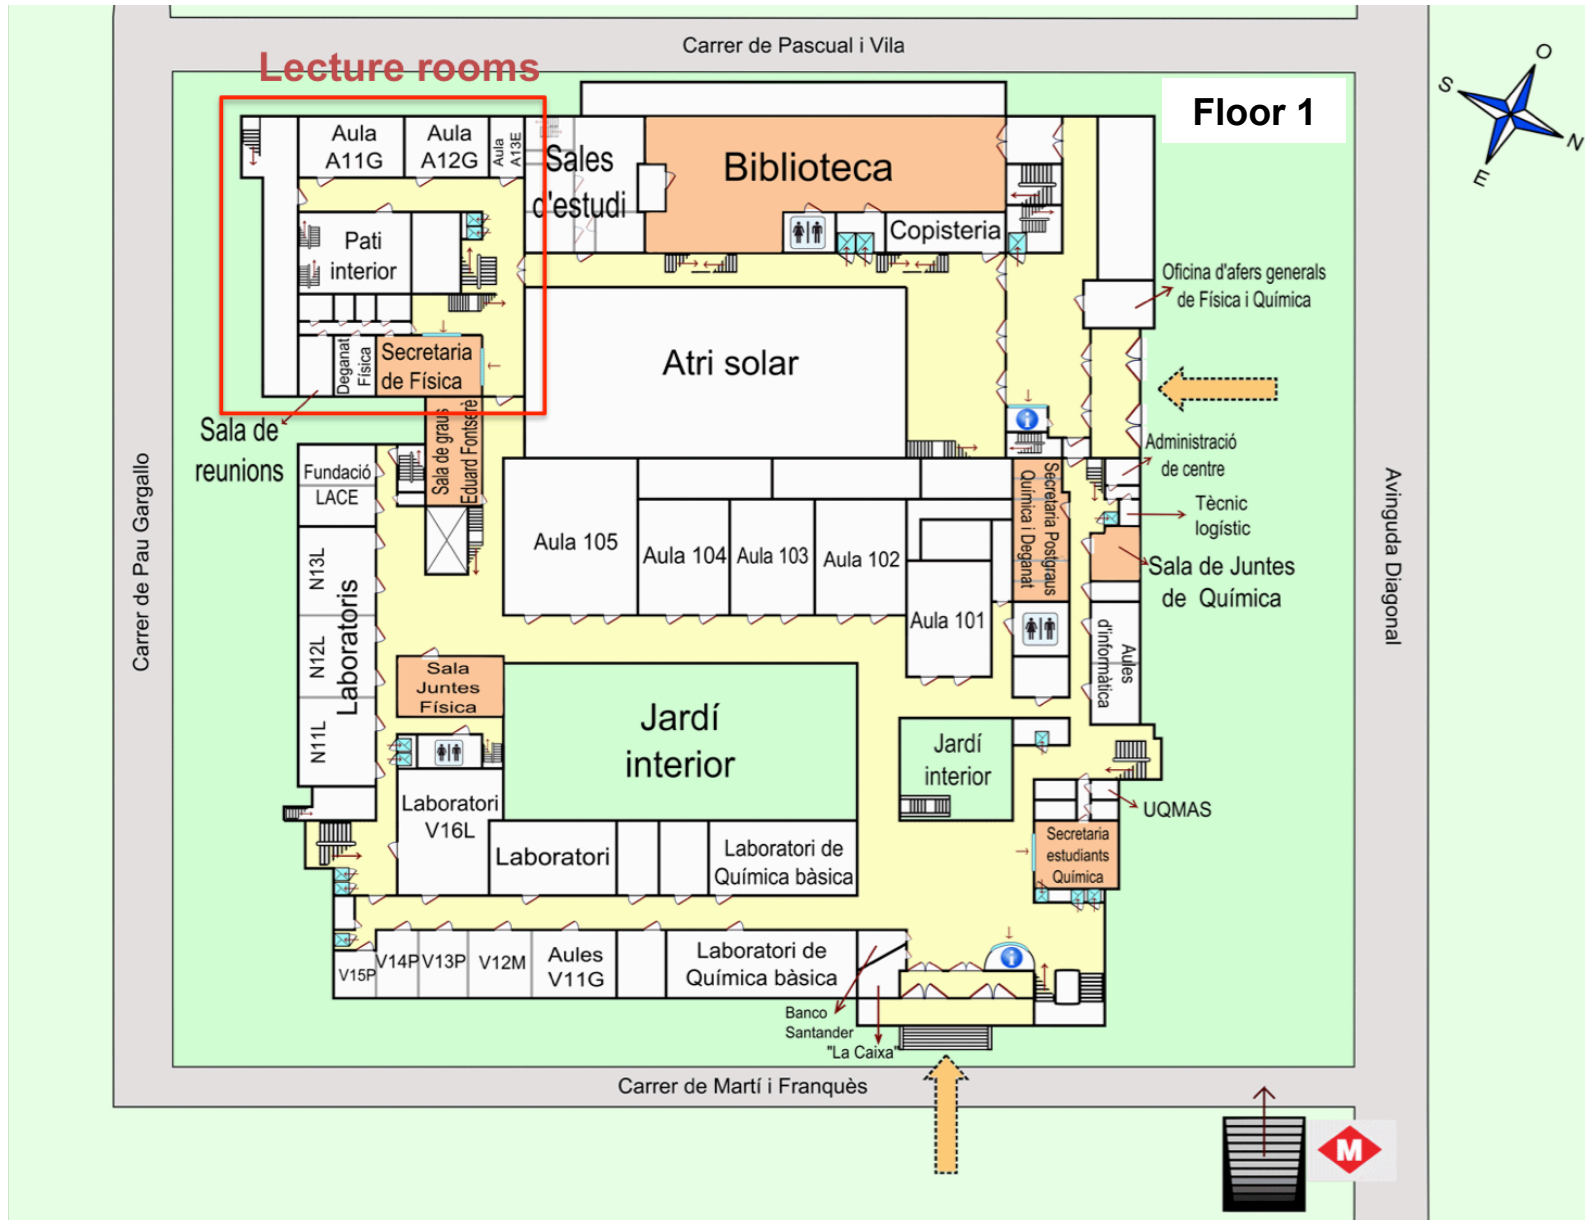 Carrer de Pascual i Vila
Lecture rooms
Floor 1
O
S
N
E
Aula
A11G
Aula
A12G
Aula
A13E
Sales
d'estudi
Biblioteca
Copisteria
Pati
interior
Oficina d'afers generals
de Física i Química
Atri solar
Deganat
Física
Secretaria
de Física
Sala de
reunions
Sala de graus
Eduard Fontserè
i
Administració
de centre
Tècnic
logístic
Sala de Juntes
de Química
Secretaria Postgraus
Química i Deganat
Fundació
LACE
Carrer de Pau Gargallo
Avinguda Diagonal
Laboratoris
N13L
N12L
N11L
Aula 105
Aula 104
Aula 103
Aula 102
Aula 101
Aules
d'informàtica
Sala
Juntes
Física
Jardí
interior
Jardí
interior
UQMAS
Laboratori
V16L
Laboratori
Laboratori de
Química bàsica
Secretaria
estudiants
Química
V15P
V14P
V13P
V12M
Aules
V11G
Laboratori de
Química bàsica
i
Banco
Santander
"La Caixa"
Carrer de Martí i Franquès
M